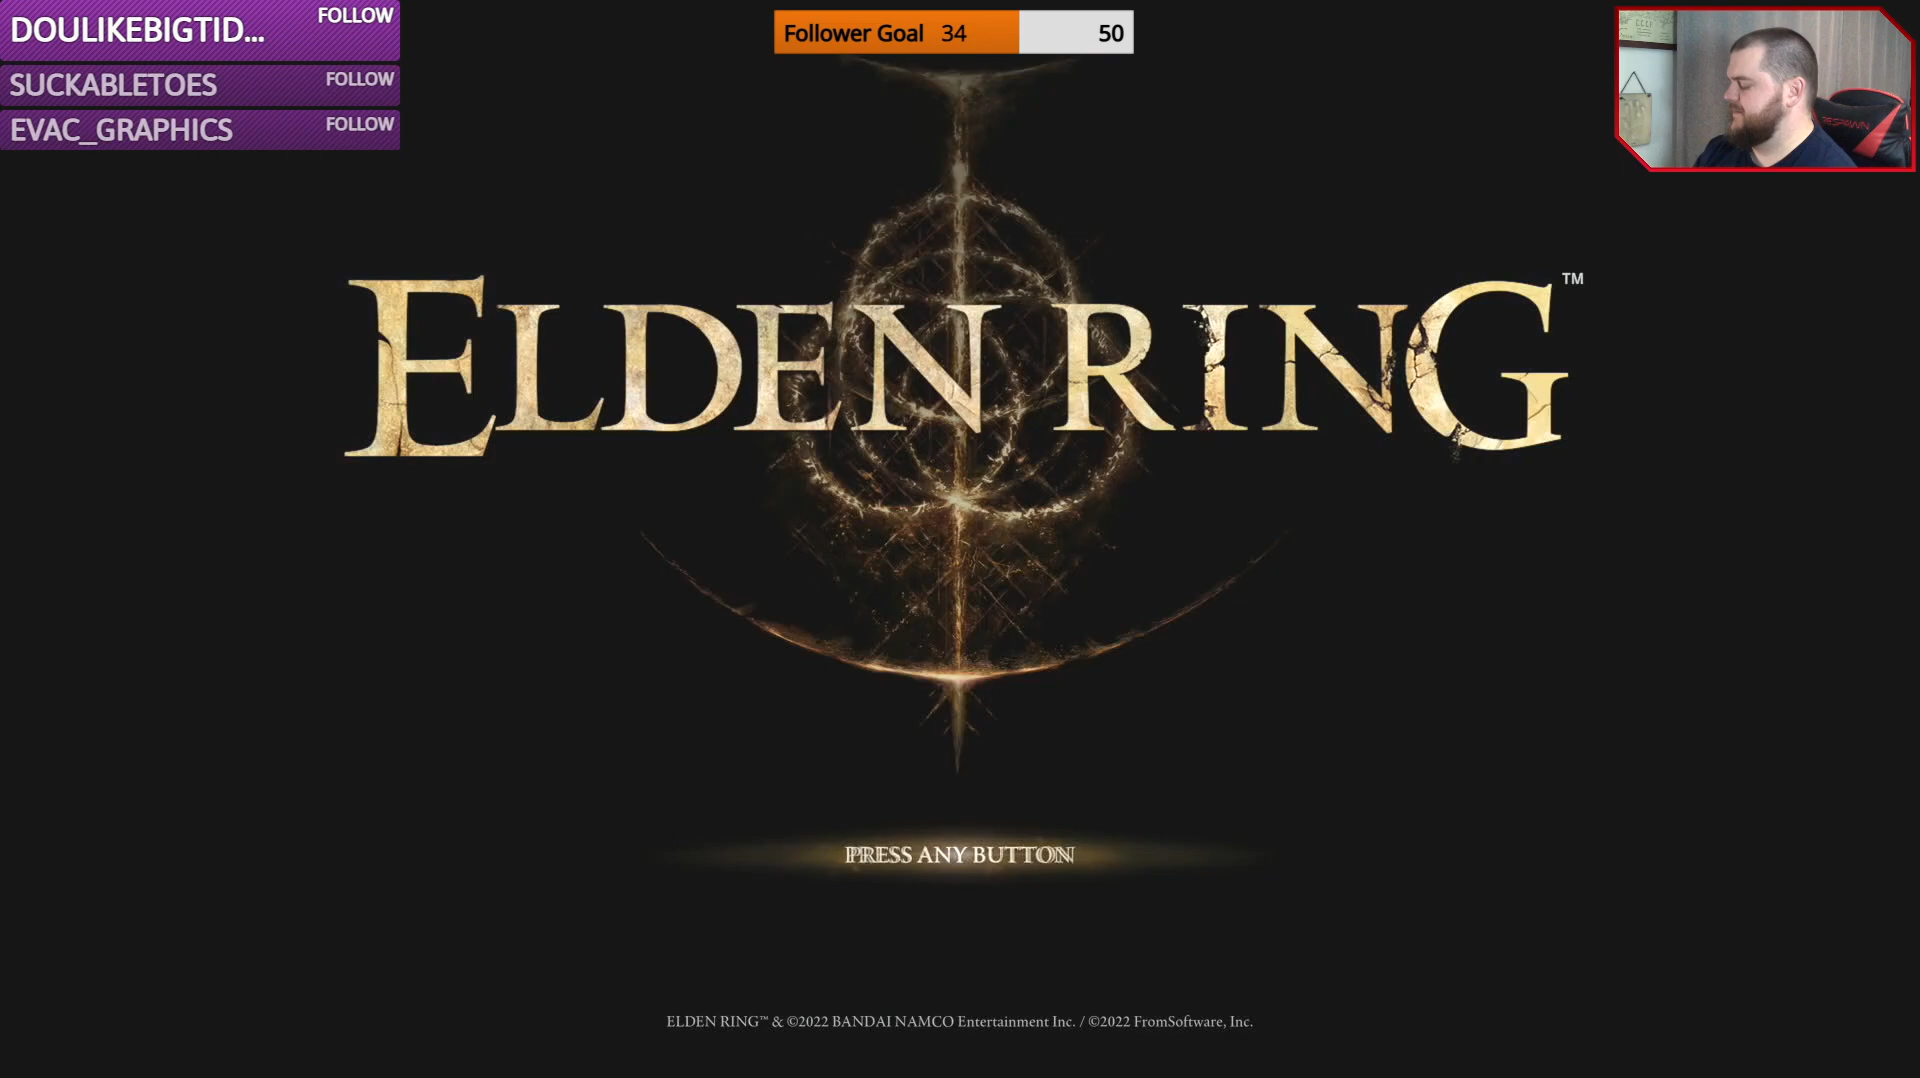 DOULIKEBIGTID... FOLLOW
SUCKABLETOES FOLLOW
EVAC_GRAPHICS FOLLOW
Follower Goal 34 50
RESPAWN
ELDEN RING™
PRESS ANY BUTTON
ELDEN RING™ & ©2022 BANDAI NAMCO Entertainment Inc. / ©2022 FromSoftware, Inc.